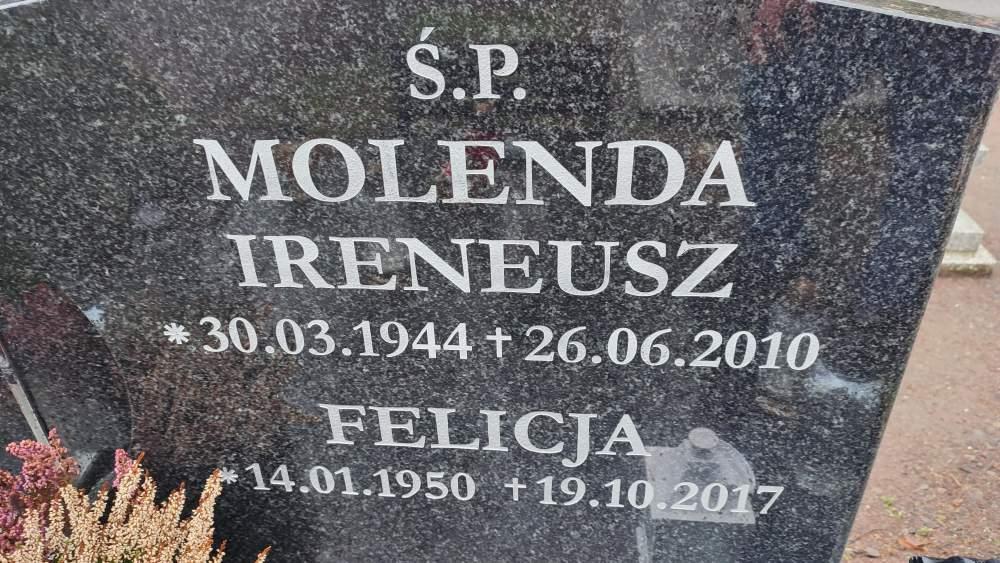 Ś.P.
MOLENDA
IRENEUSZ
* 30.03.1944 † 26.06.2010
FELICJA
* 14.01.1950 † 19.10.2017